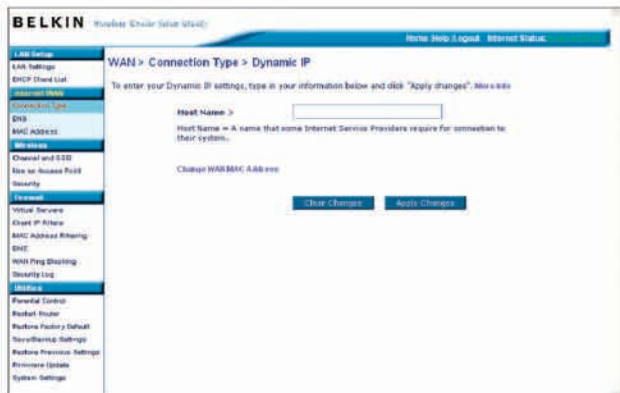 BELKIN
Home Help Logout Internet Status:
LAN Setup
LAN Settings
DHCP Client List
Internet WAN
Connection Type
DNS
MAC Address
Wireless
Channel and SSID
Use as Access Point
Security
Firewall
Virtual Servers
Client IP Filters
MAC Address Filtering
DMZ
WAN Ping Blocking
Security Log
Utilities
Parental Control
Restart Router
Restore Factory Default
Save/Backup Settings
Restore Previous Settings
Firmware Update
System Settings
WAN > Connection Type > Dynamic IP
To enter your Dynamic IP settings, type in your information below and click "Apply changes". More Info
Host Name >
Host Name = A name that some Internet Service Providers require for connection to
their system.
Change WAN MAC Address
Clear Changes
Apply Changes